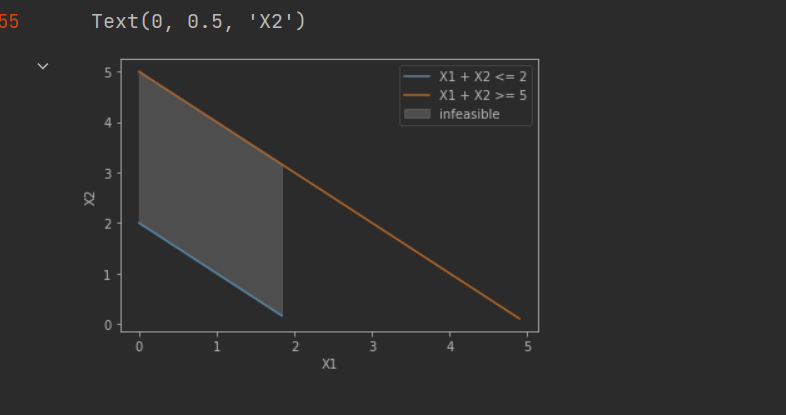 55
Text(0, 0.5, 'X2')
X1 + X2 <= 2
X1 + X2 >= 5
infeasible
5
4
3
2
1
0
X2
0 1 2 3 4 5
X1